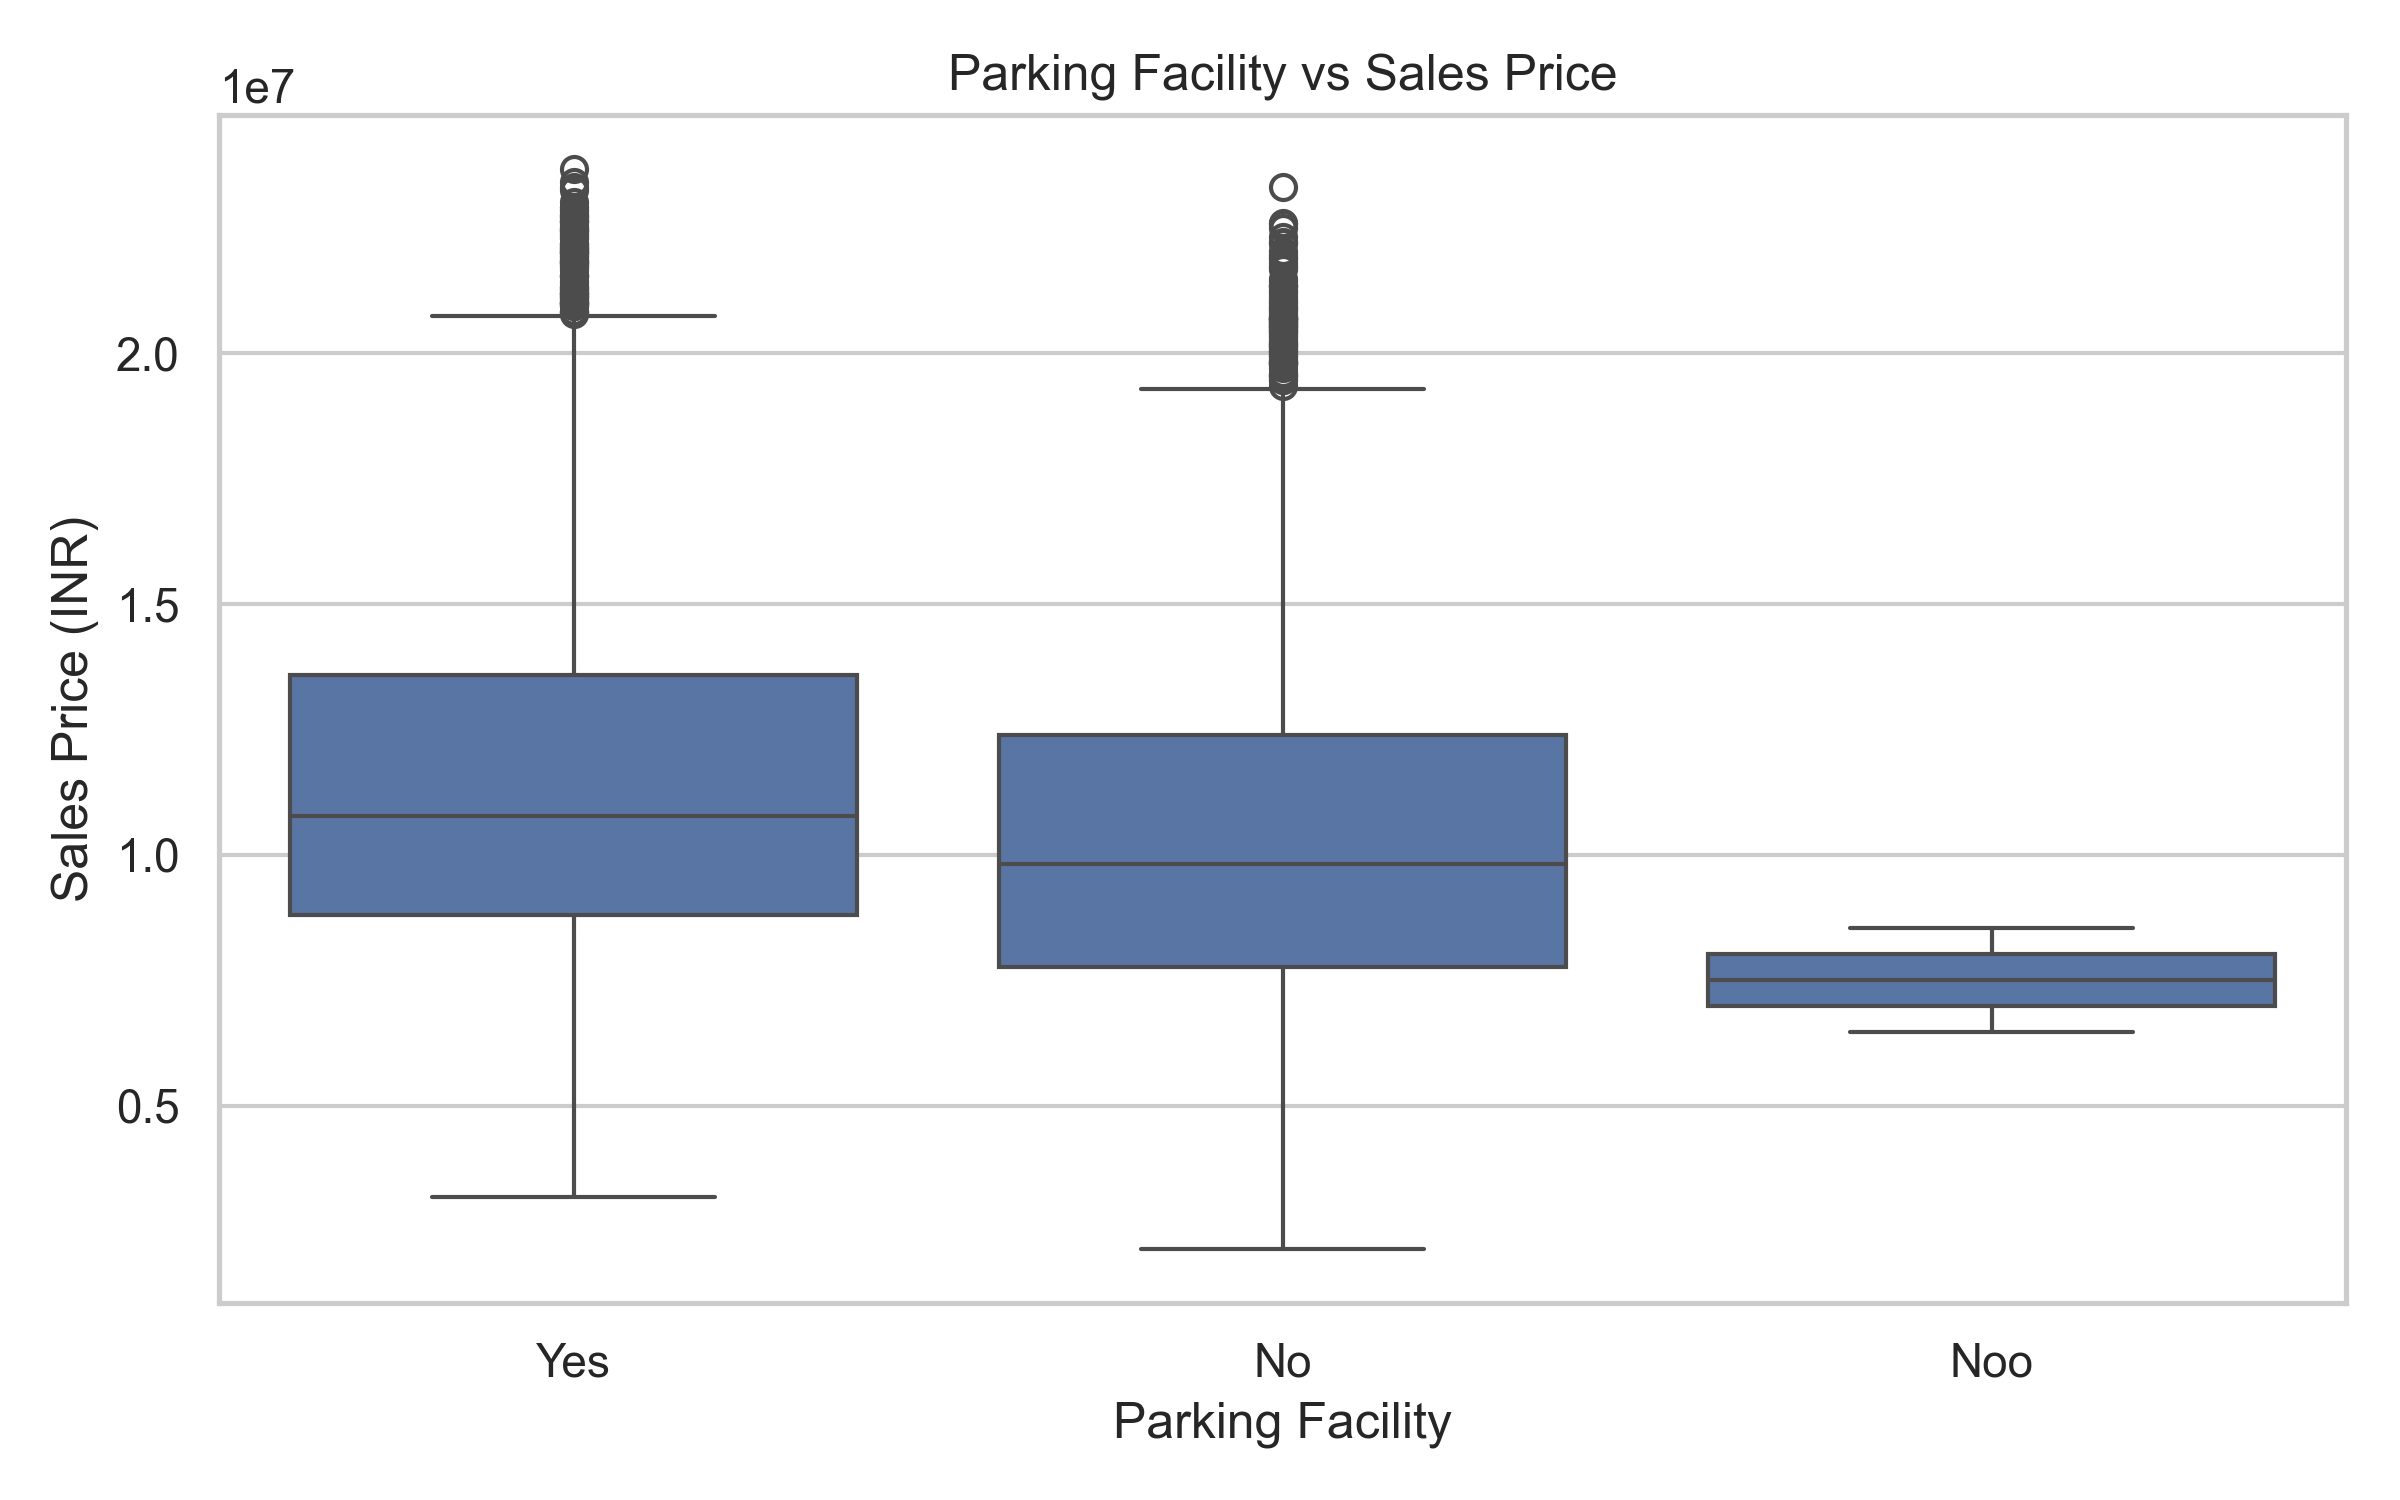 Parking Facility vs Sales Price
1e7
2.0
1.5
1.0
0.5
Sales Price (INR)
Yes
No
Noo
Parking Facility